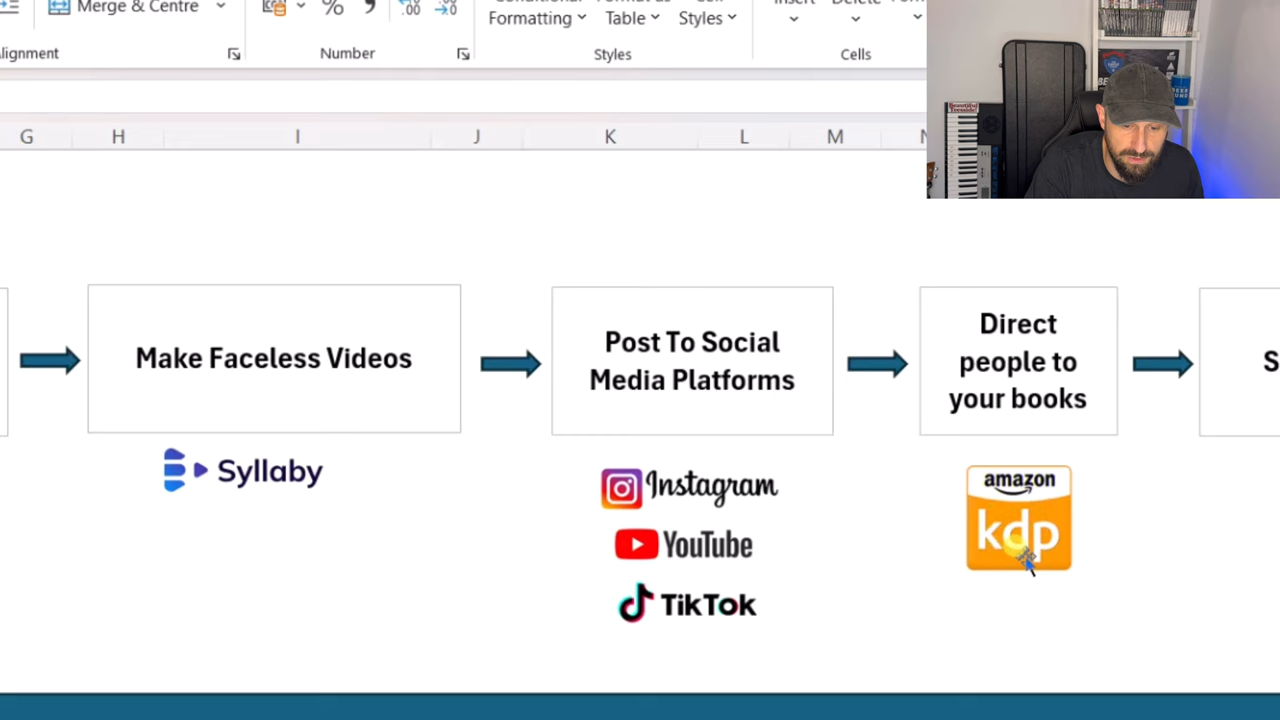 Merge & Centre
Formatting
Table
Styles
Number
Styles
Cells
G H I J K L M
Make Faceless Videos
Post To Social
Media Platforms
Direct
people to
your books
Syllaby
Instagram
YouTube
TikTok
amazon
kdp